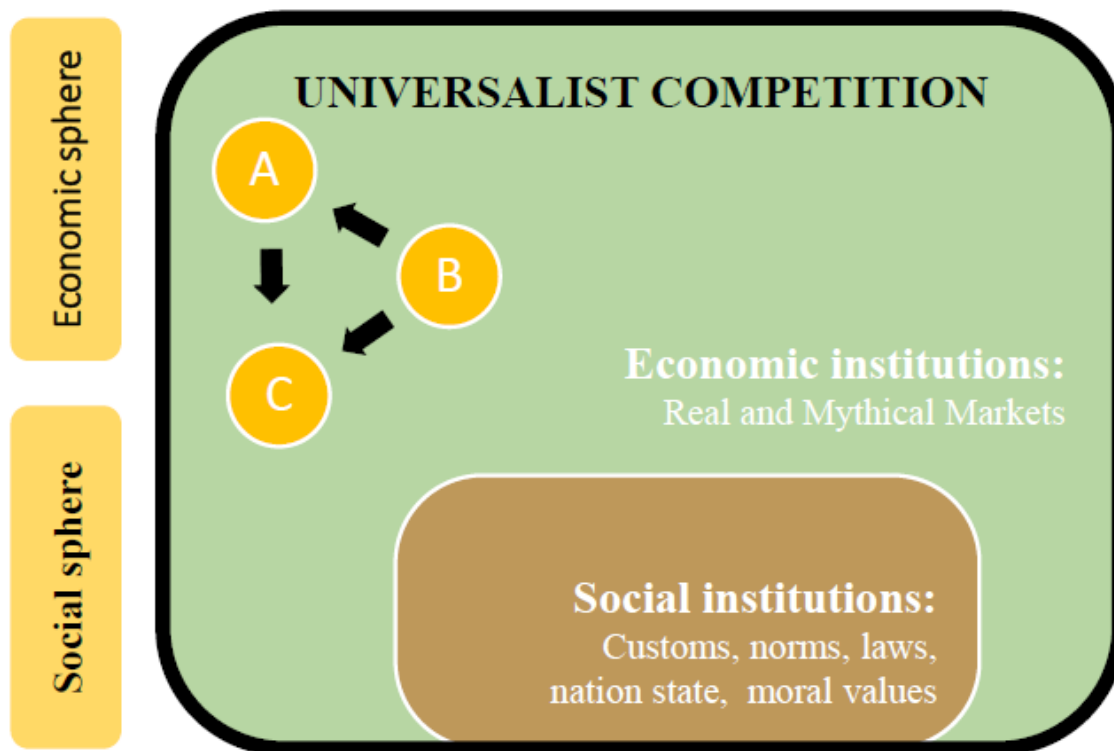 Economic sphere
UNIVERSALIST COMPETITION
A
B
C
Economic institutions:
Real and Mythical Markets
Social sphere
Social institutions:
Customs, norms, laws,
nation state, moral values